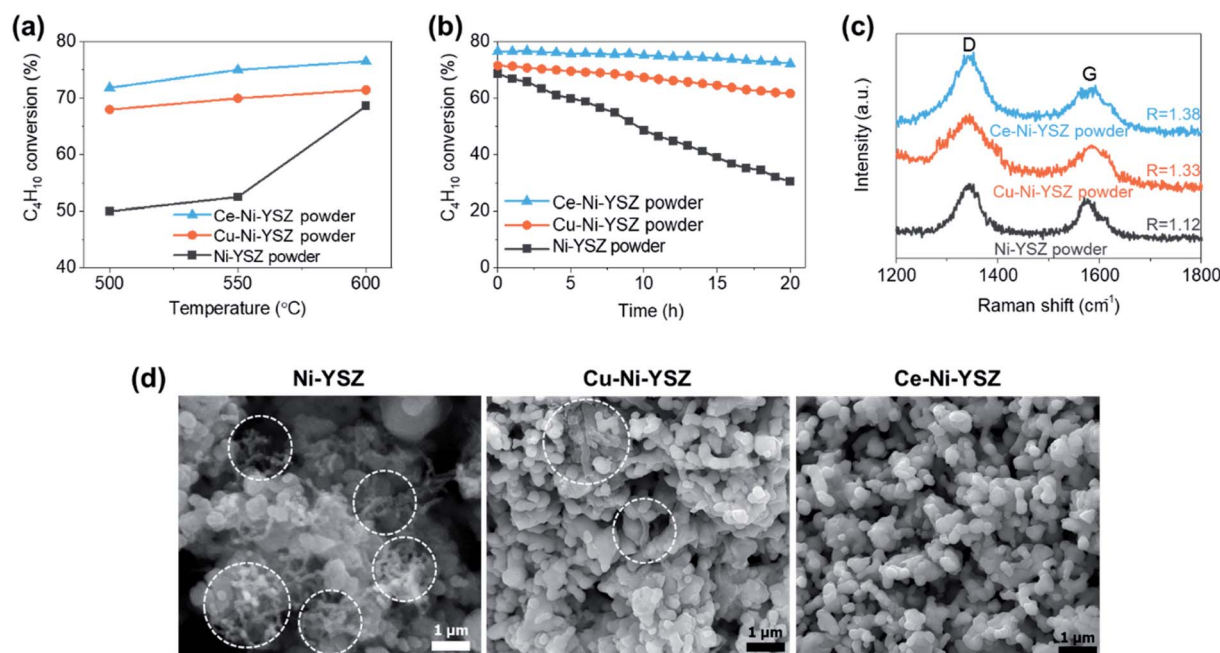 (a)
C₄H₁₀ conversion (%)
80
70
60
50
40
Ce-Ni-YSZ powder
Cu-Ni-YSZ powder
Ni-YSZ powder
500
550
600
Temperature (°C)
(b)
C₄H₁₀ conversion (%)
80
60
40
20
0
Ce-Ni-YSZ powder
Cu-Ni-YSZ powder
Ni-YSZ powder
0
5
10
15
20
Time (h)
(c)
Intensity (a.u.)
D
G
R=1.38
Ce-Ni-YSZ powder
R=1.33
Cu-Ni-YSZ powder
R=1.12
Ni-YSZ powder
1200
1400
1600
1800
Raman shift (cm⁻¹)
(d)
Ni-YSZ
Cu-Ni-YSZ
Ce-Ni-YSZ
1 µm
1 µm
1 µm